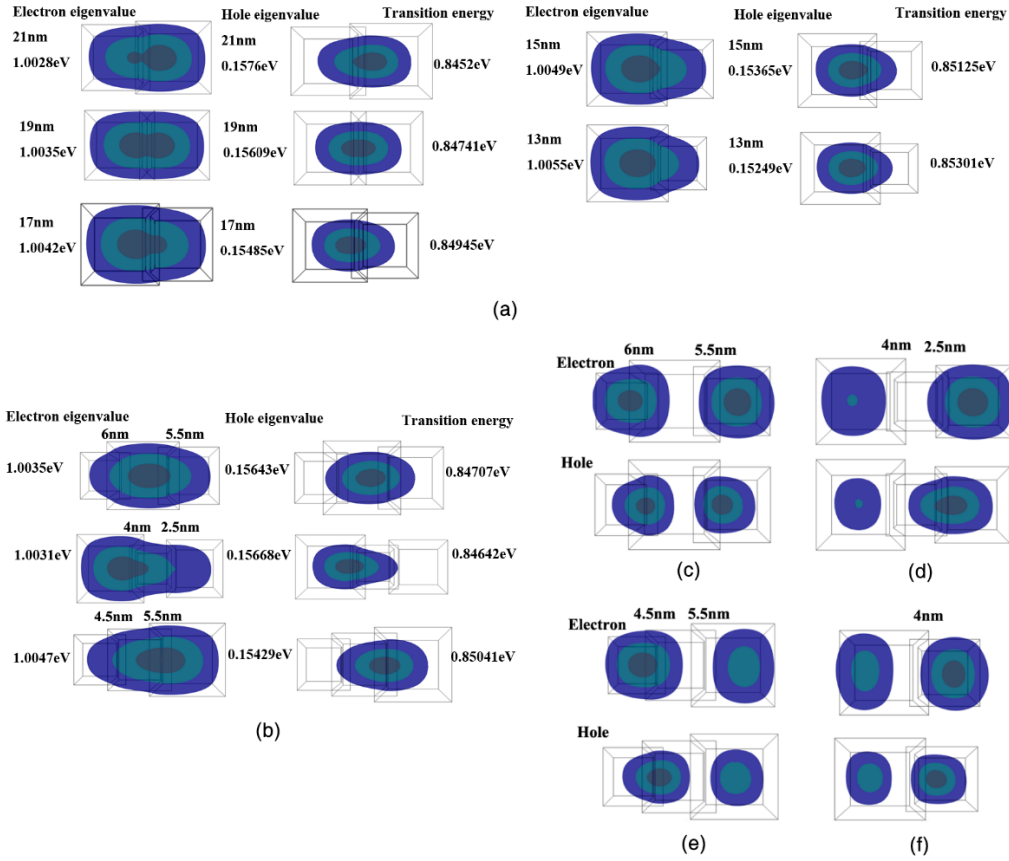 Electron eigenvalue Hole eigenvalue Transition energy
21nm 21nm
1.0028eV 0.1576eV 0.8452eV
19nm 19nm
1.0035eV 0.15609eV 0.84741eV
17nm 17nm
1.0042eV 0.15485eV 0.84945eV
Electron eigenvalue Hole eigenvalue Transition energy
15nm 15nm
1.0049eV 0.15365eV 0.85125eV
13nm 13nm
1.0055eV 0.15249eV 0.85301eV
(a)
Electron eigenvalue Hole eigenvalue Transition energy
6nm 5.5nm
1.0035eV 0.15643eV 0.84707eV
4nm 2.5nm
1.0031eV 0.15668eV 0.84642eV
4.5nm 5.5nm
1.0047eV 0.15429eV 0.85041eV
(b)
6nm 5.5nm
Electron
Hole
(c)
4nm 2.5nm
(d)
4.5nm 5.5nm
Electron
Hole
(e)
4nm
(f)